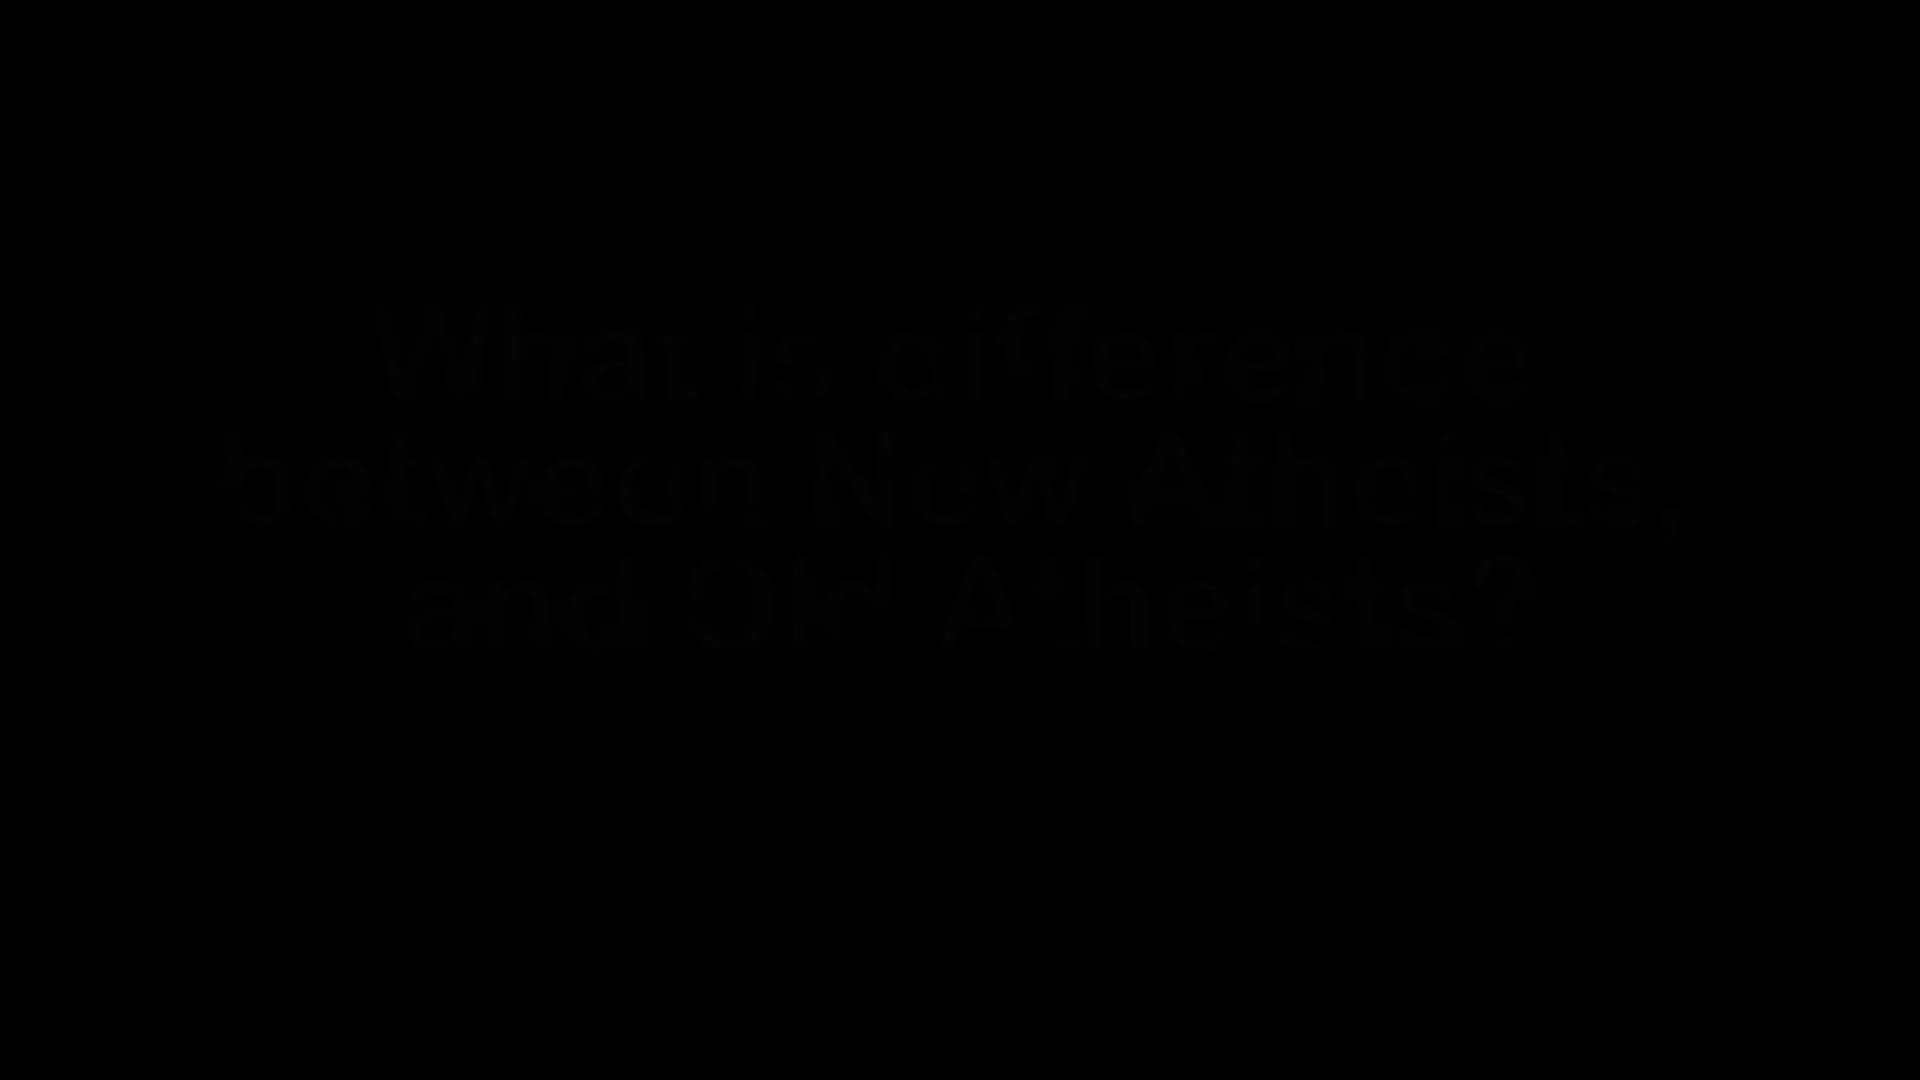 What is difference
between New Atheists,
and Old Atheists?